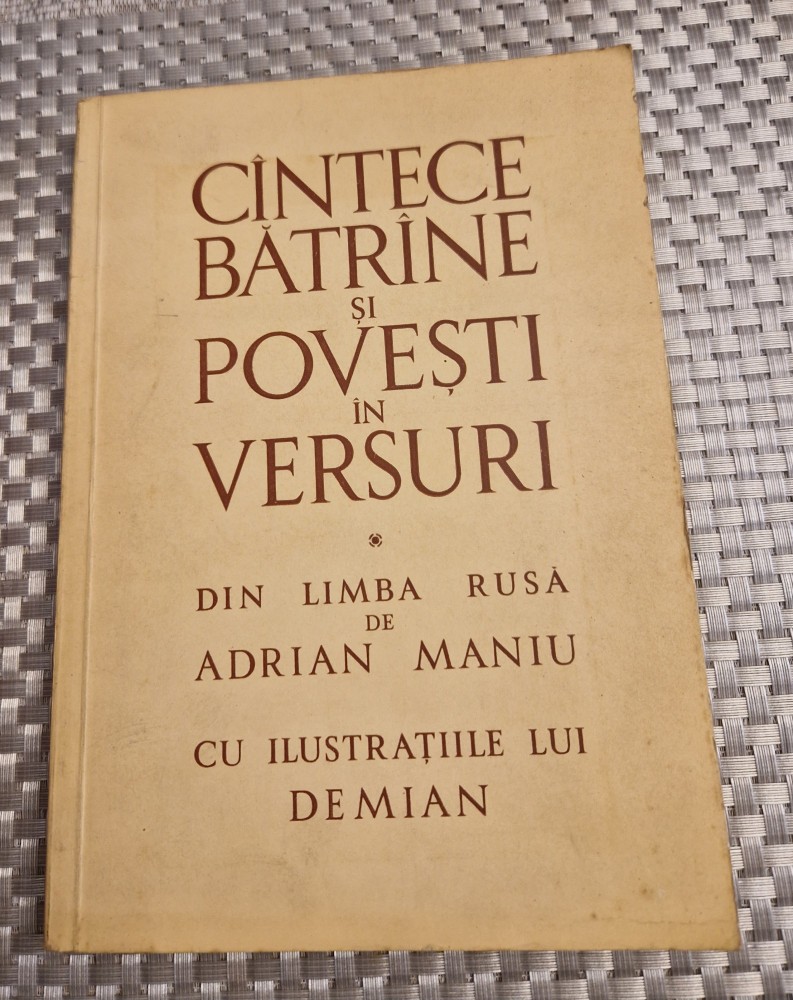 CÎNTECE
BĂTRÎNE
ȘI
POVEȘTI
ÎN
VERSURI
DIN LIMBA RUSĂ
DE
ADRIAN MANIU
CU ILUSTRAȚIILE LUI
DEMIAN